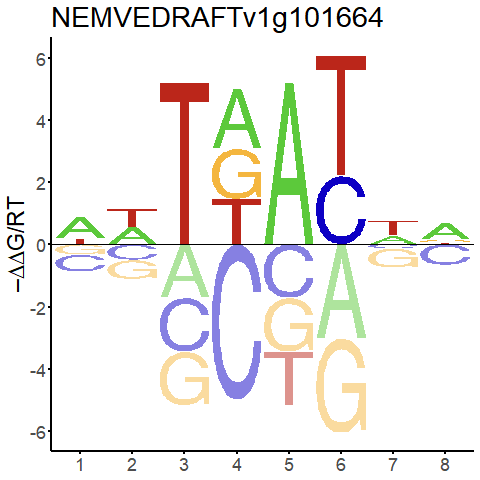 NEMVEDRAFTv1g101664
−ΔΔG/RT
6
4
2
0
-2
-4
-6
A T T A A T T A
T A G C A
T
G C A C C A G C
C G C G G
G T
1 2 3 4 5 6 7 8